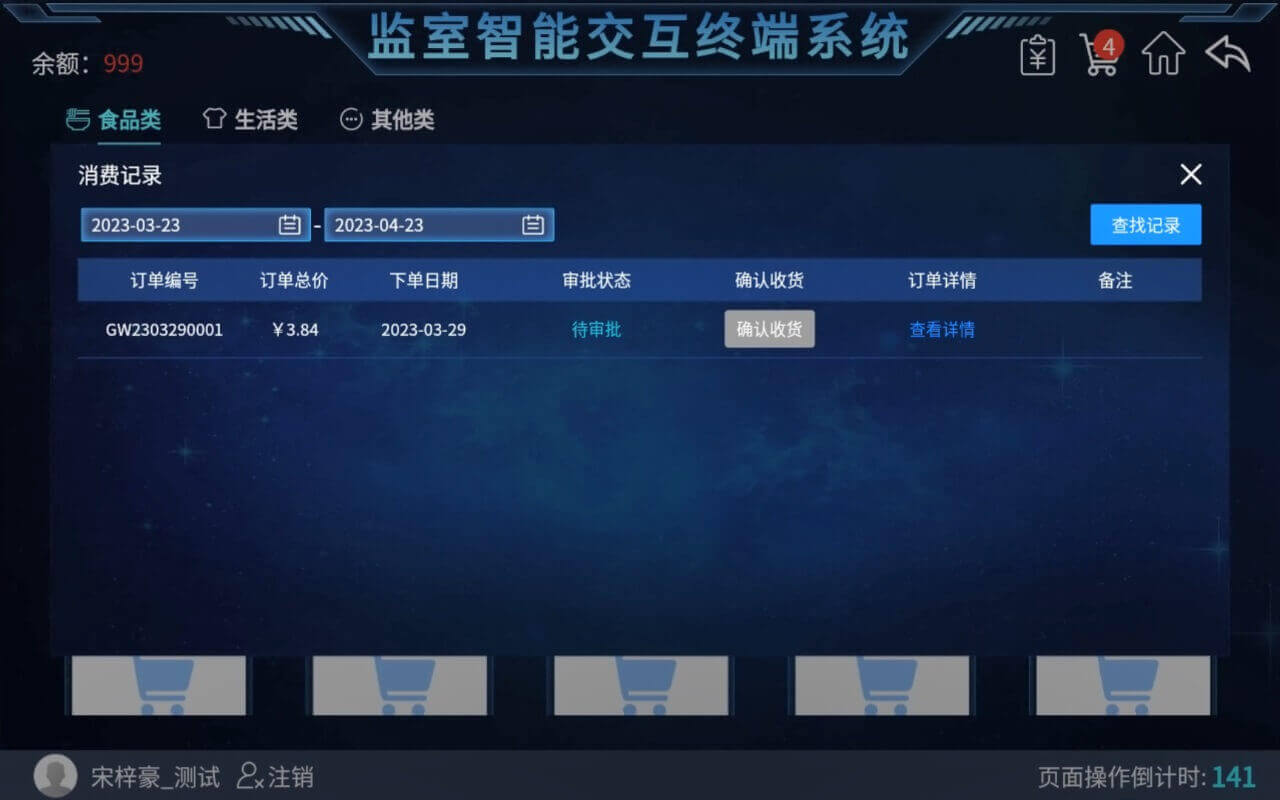 监室智能交互终端系统
余额：999
4
食品类 生活类 其他类
消费记录
2023-03-23 - 2023-04-23 查找记录
订单编号 订单总价 下单日期 审批状态 确认收货 订单详情 备注
GW2303290001 ￥3.84 2023-03-29 待审批 确认收货 查看详情
宋梓豪_测试 注销 页面操作倒计时: 141